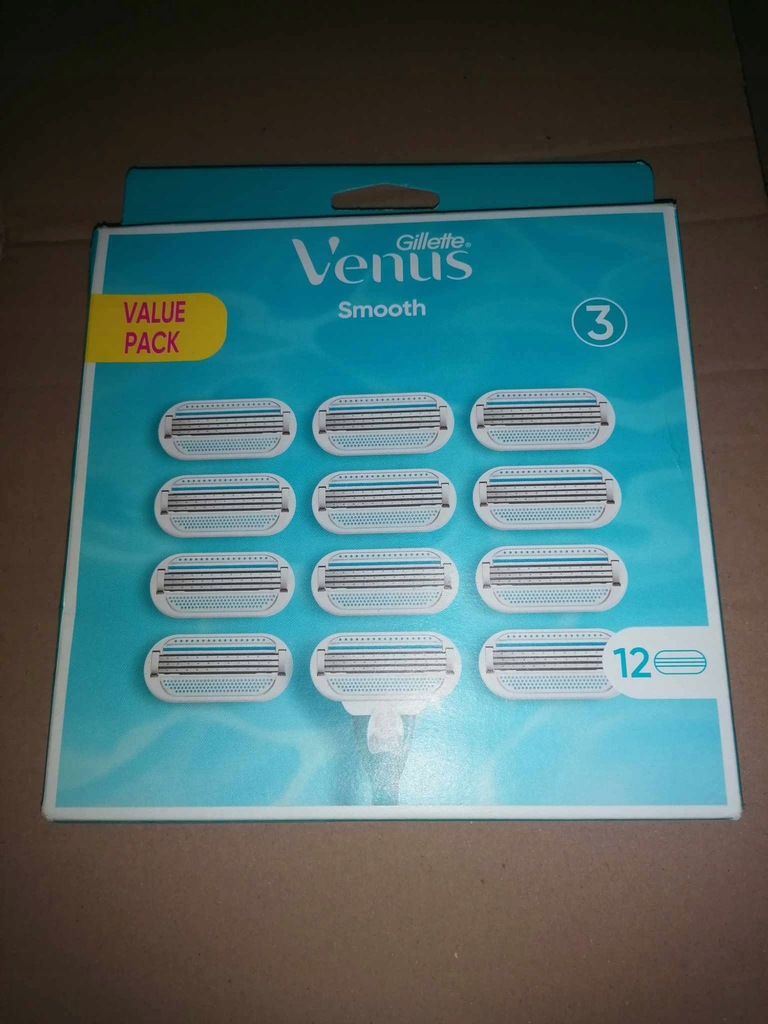 Gillette®
Venus
Smooth
VALUE
PACK
3
12